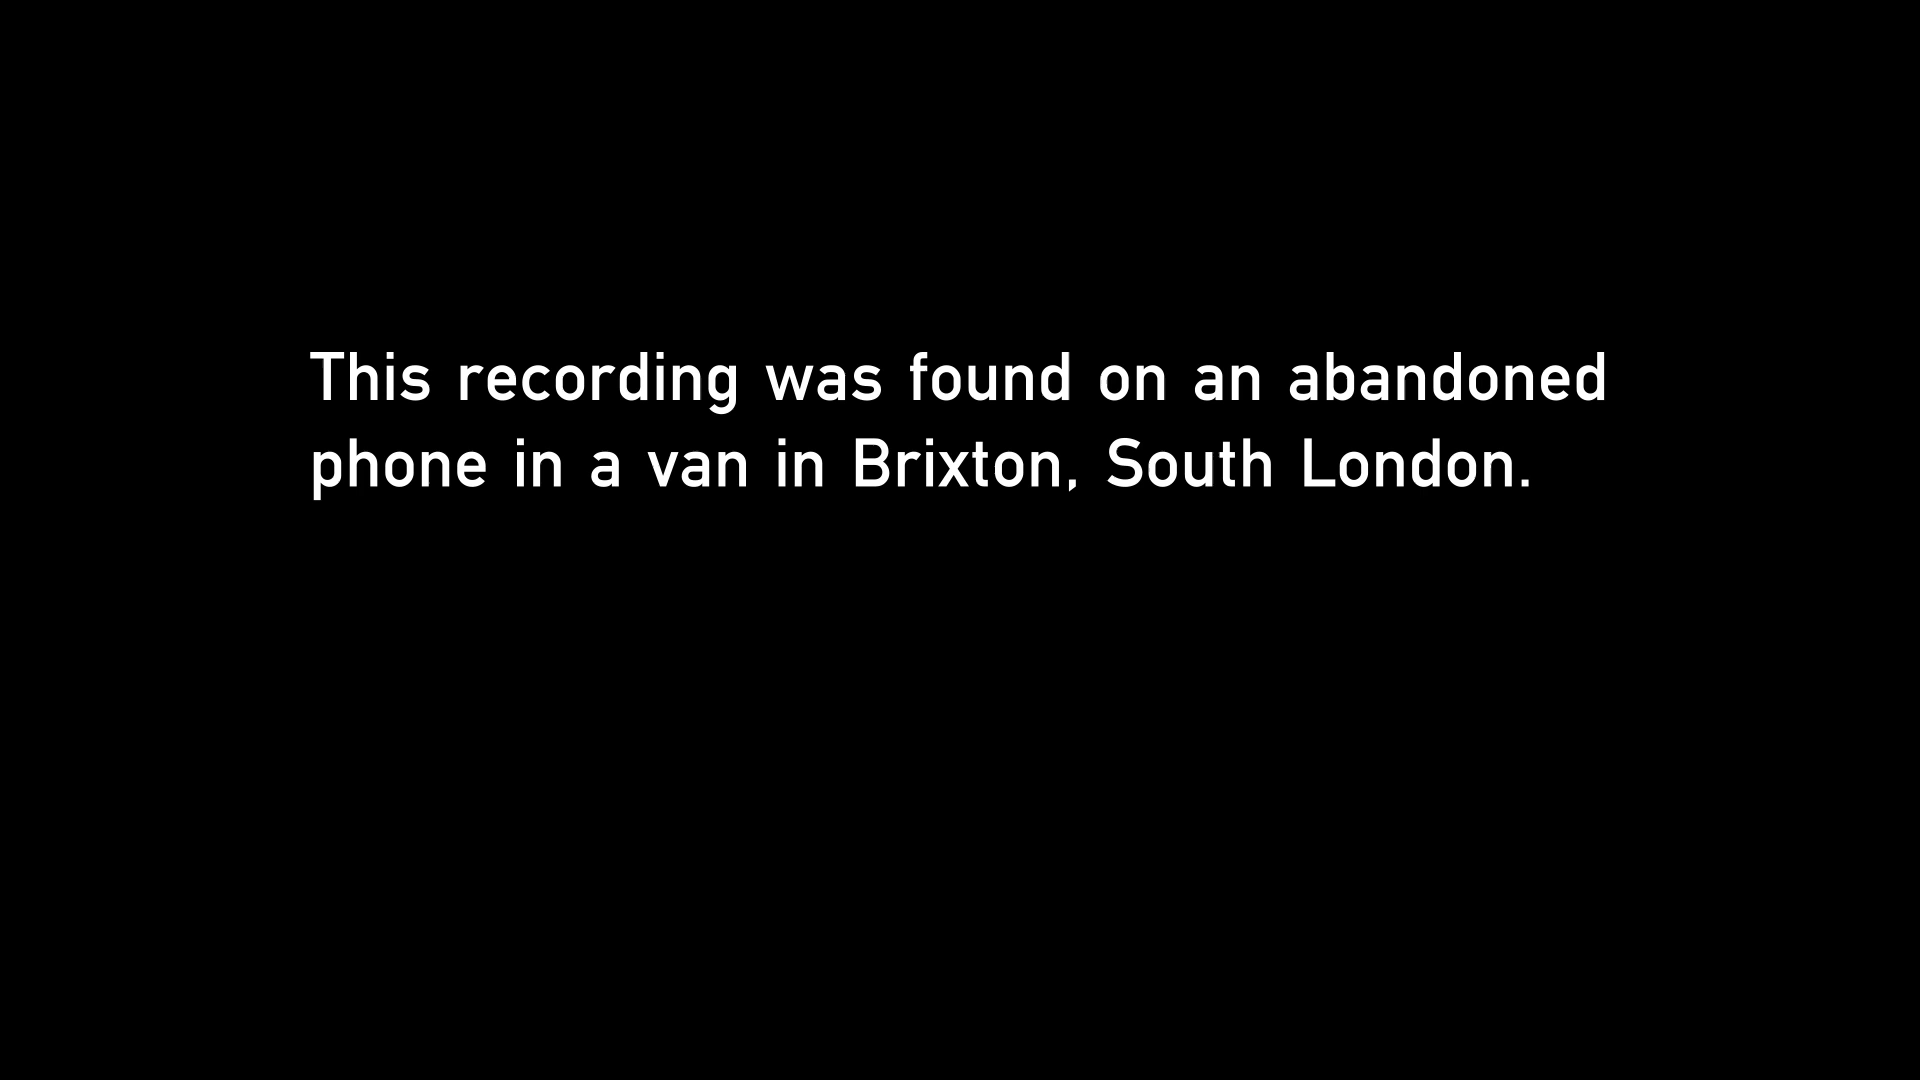 This recording was found on an abandoned
phone in a van in Brixton, South London.